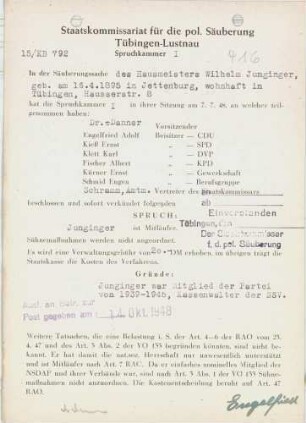 Staatskommissariat für die pol. Säuberung
Tübingen-Lustnau
15/KB 792 Spruchkammer I 416
In der Säuberungssache des Hausmeisters Wilhelm Junginger,
geb. am 16.4.1895 in Jettenburg, wohnhaft in
Tübingen, Hausserstr. 8
hat die Spruchkammer I in ihrer Sitzung am 7.7.48 an welcher teil-
genommen haben:
Dr. Danner Vorsitzender
Engelfried Adolf Beisitzer — CDU
Kieß Ernst „ — SPD
Klett Karl „ — DVP
Fischer Albert „ — KPD
Körner Ernst „ — Gewerkschaft
Schmid Eugen „ — Berufsgruppe
Schramm, Amtm. Vertreter des Staatskommissars
beschlossen und sofort verkündet folgenden
SPRUCH: Einverstanden
Tübingen, den
Junginger ist Mitläufer. Der Staatskommissar
f. d. pol. Säuberung
Sühnemaßnahmen werden nicht angeordnet.
Es wird eine Verwaltungsgebühr von 20.- DM erhoben, im übrigen trägt die
Staatskasse die Kosten des Verfahrens.
Gründe:
Junginger war Mitglied der Partei
von 1939-1945, Kassenwalter der NSV.
Post gegeben am 14. Okt. 1948
Weitere Tatsachen, die eine Belastung i. S. der Art. 4—6 der RAO vom 25.
4. 47 und des Art. 3 Abs. 2 der VO 133 begründen könnten, sind nicht be-
kannt. Er hat damit die nat.soz. Herrschaft nur unwesentlich unterstützt
und ist Mitläufer nach Art. 7 RAO. Da er einfaches nominelles Mitglied der
NSDAP und ihrer Verbände war, sind nach Art. 3 Abs. 1 der VO 133 Sühne-
maßnahmen nicht anzuordnen. Die Kostenentscheidung beruht auf Art. 47
RAO.
Engelfried